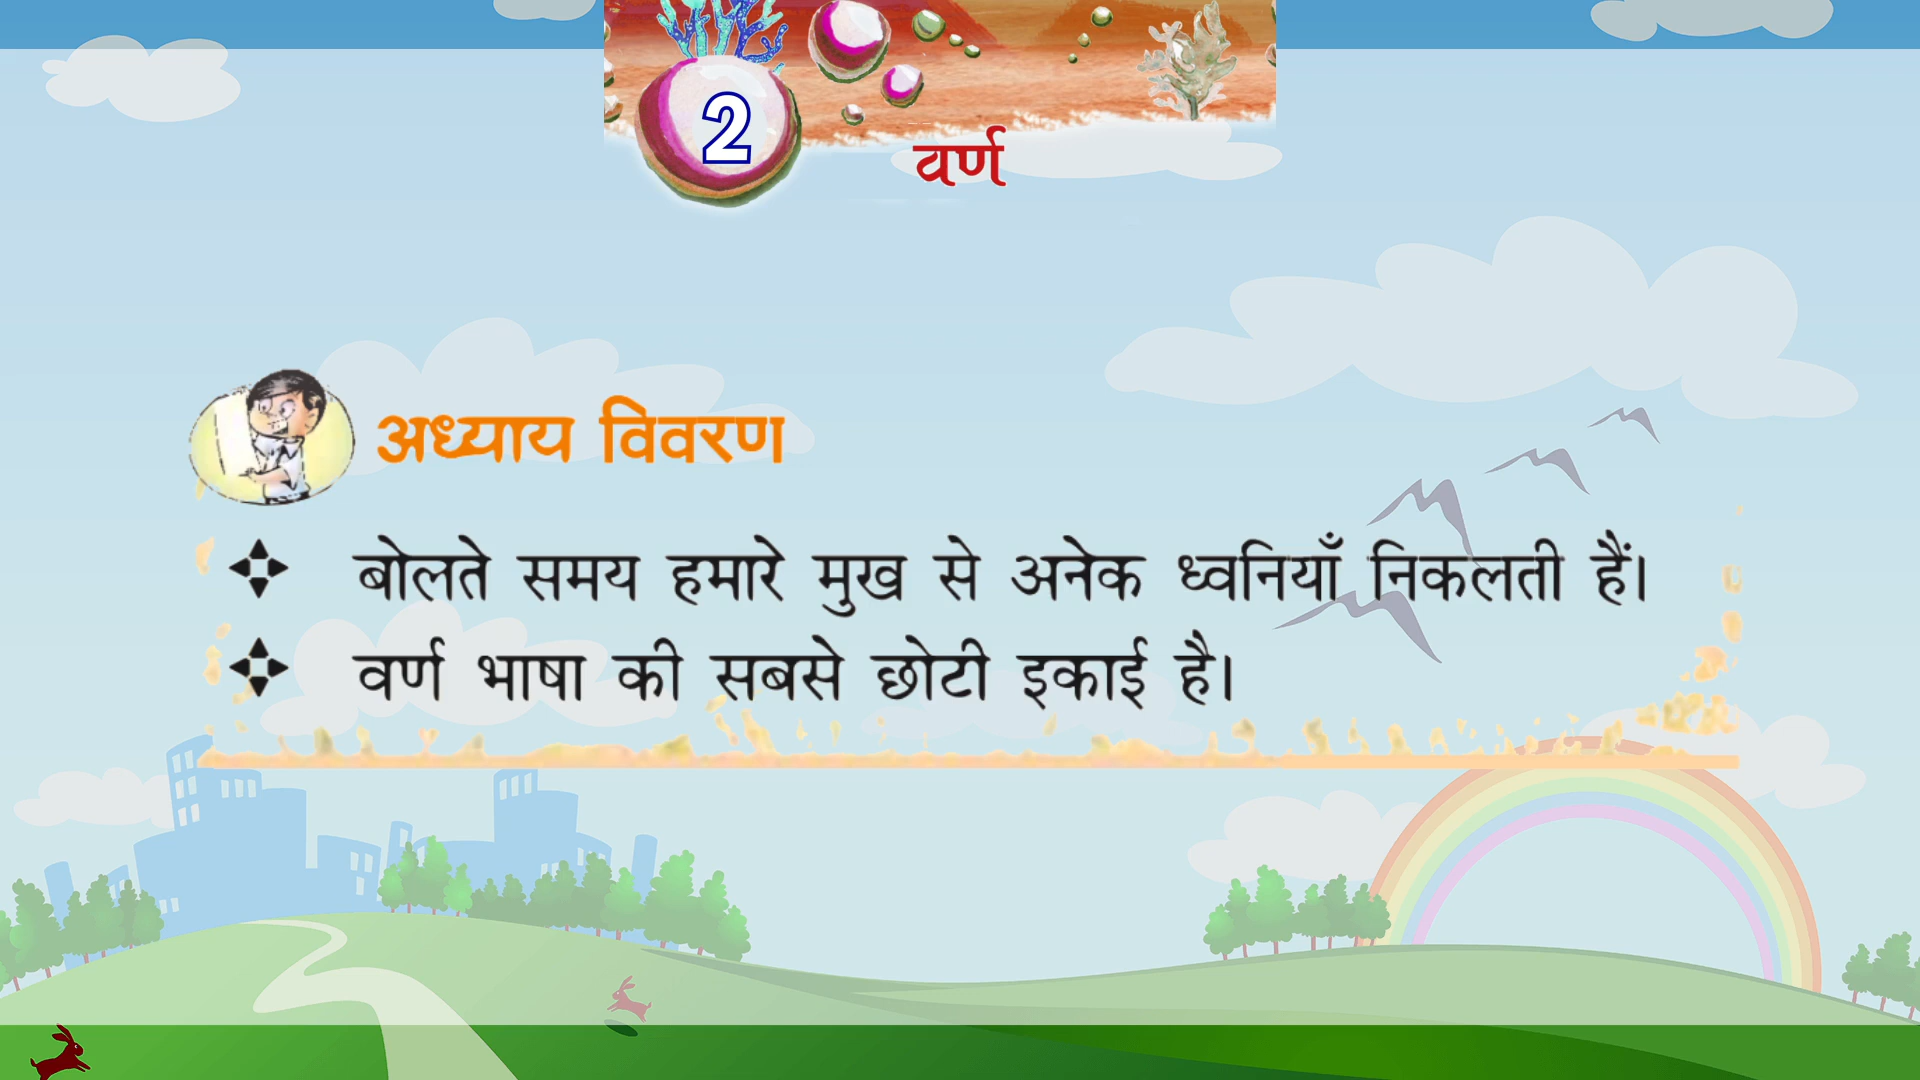 2
वर्ण
अध्याय विवरण
बोलते समय हमारे मुख से अनेक ध्वनियाँ निकलती हैं।
वर्ण भाषा की सबसे छोटी इकाई है।